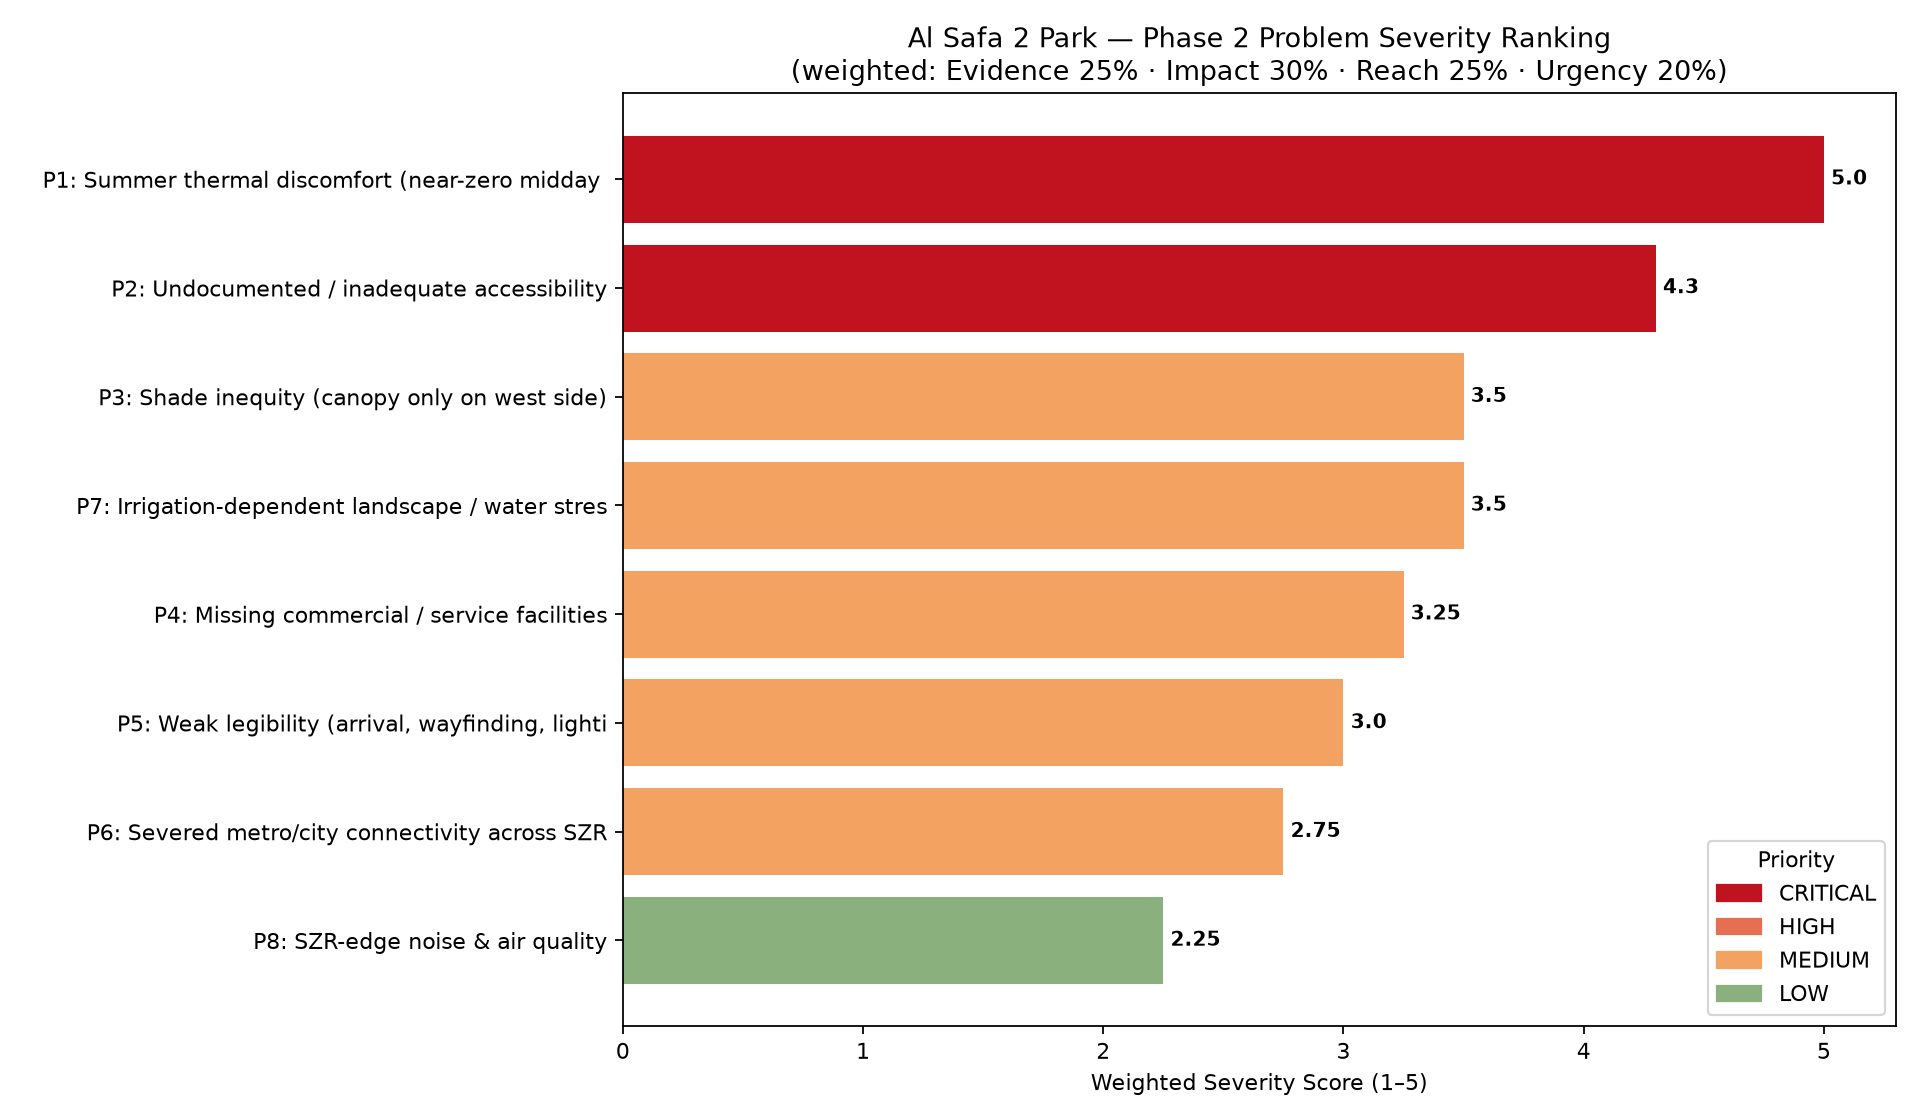 Al Safa 2 Park — Phase 2 Problem Severity Ranking
(weighted: Evidence 25% · Impact 30% · Reach 25% · Urgency 20%)
P1: Summer thermal discomfort (near-zero midday
5.0
P2: Undocumented / inadequate accessibility
4.3
P3: Shade inequity (canopy only on west side)
3.5
P7: Irrigation-dependent landscape / water stres
3.5
P4: Missing commercial / service facilities
3.25
P5: Weak legibility (arrival, wayfinding, lighti
3.0
P6: Severed metro/city connectivity across SZR
2.75
P8: SZR-edge noise & air quality
2.25
Priority
CRITICAL
HIGH
MEDIUM
LOW
0 1 2 3 4 5
Weighted Severity Score (1–5)